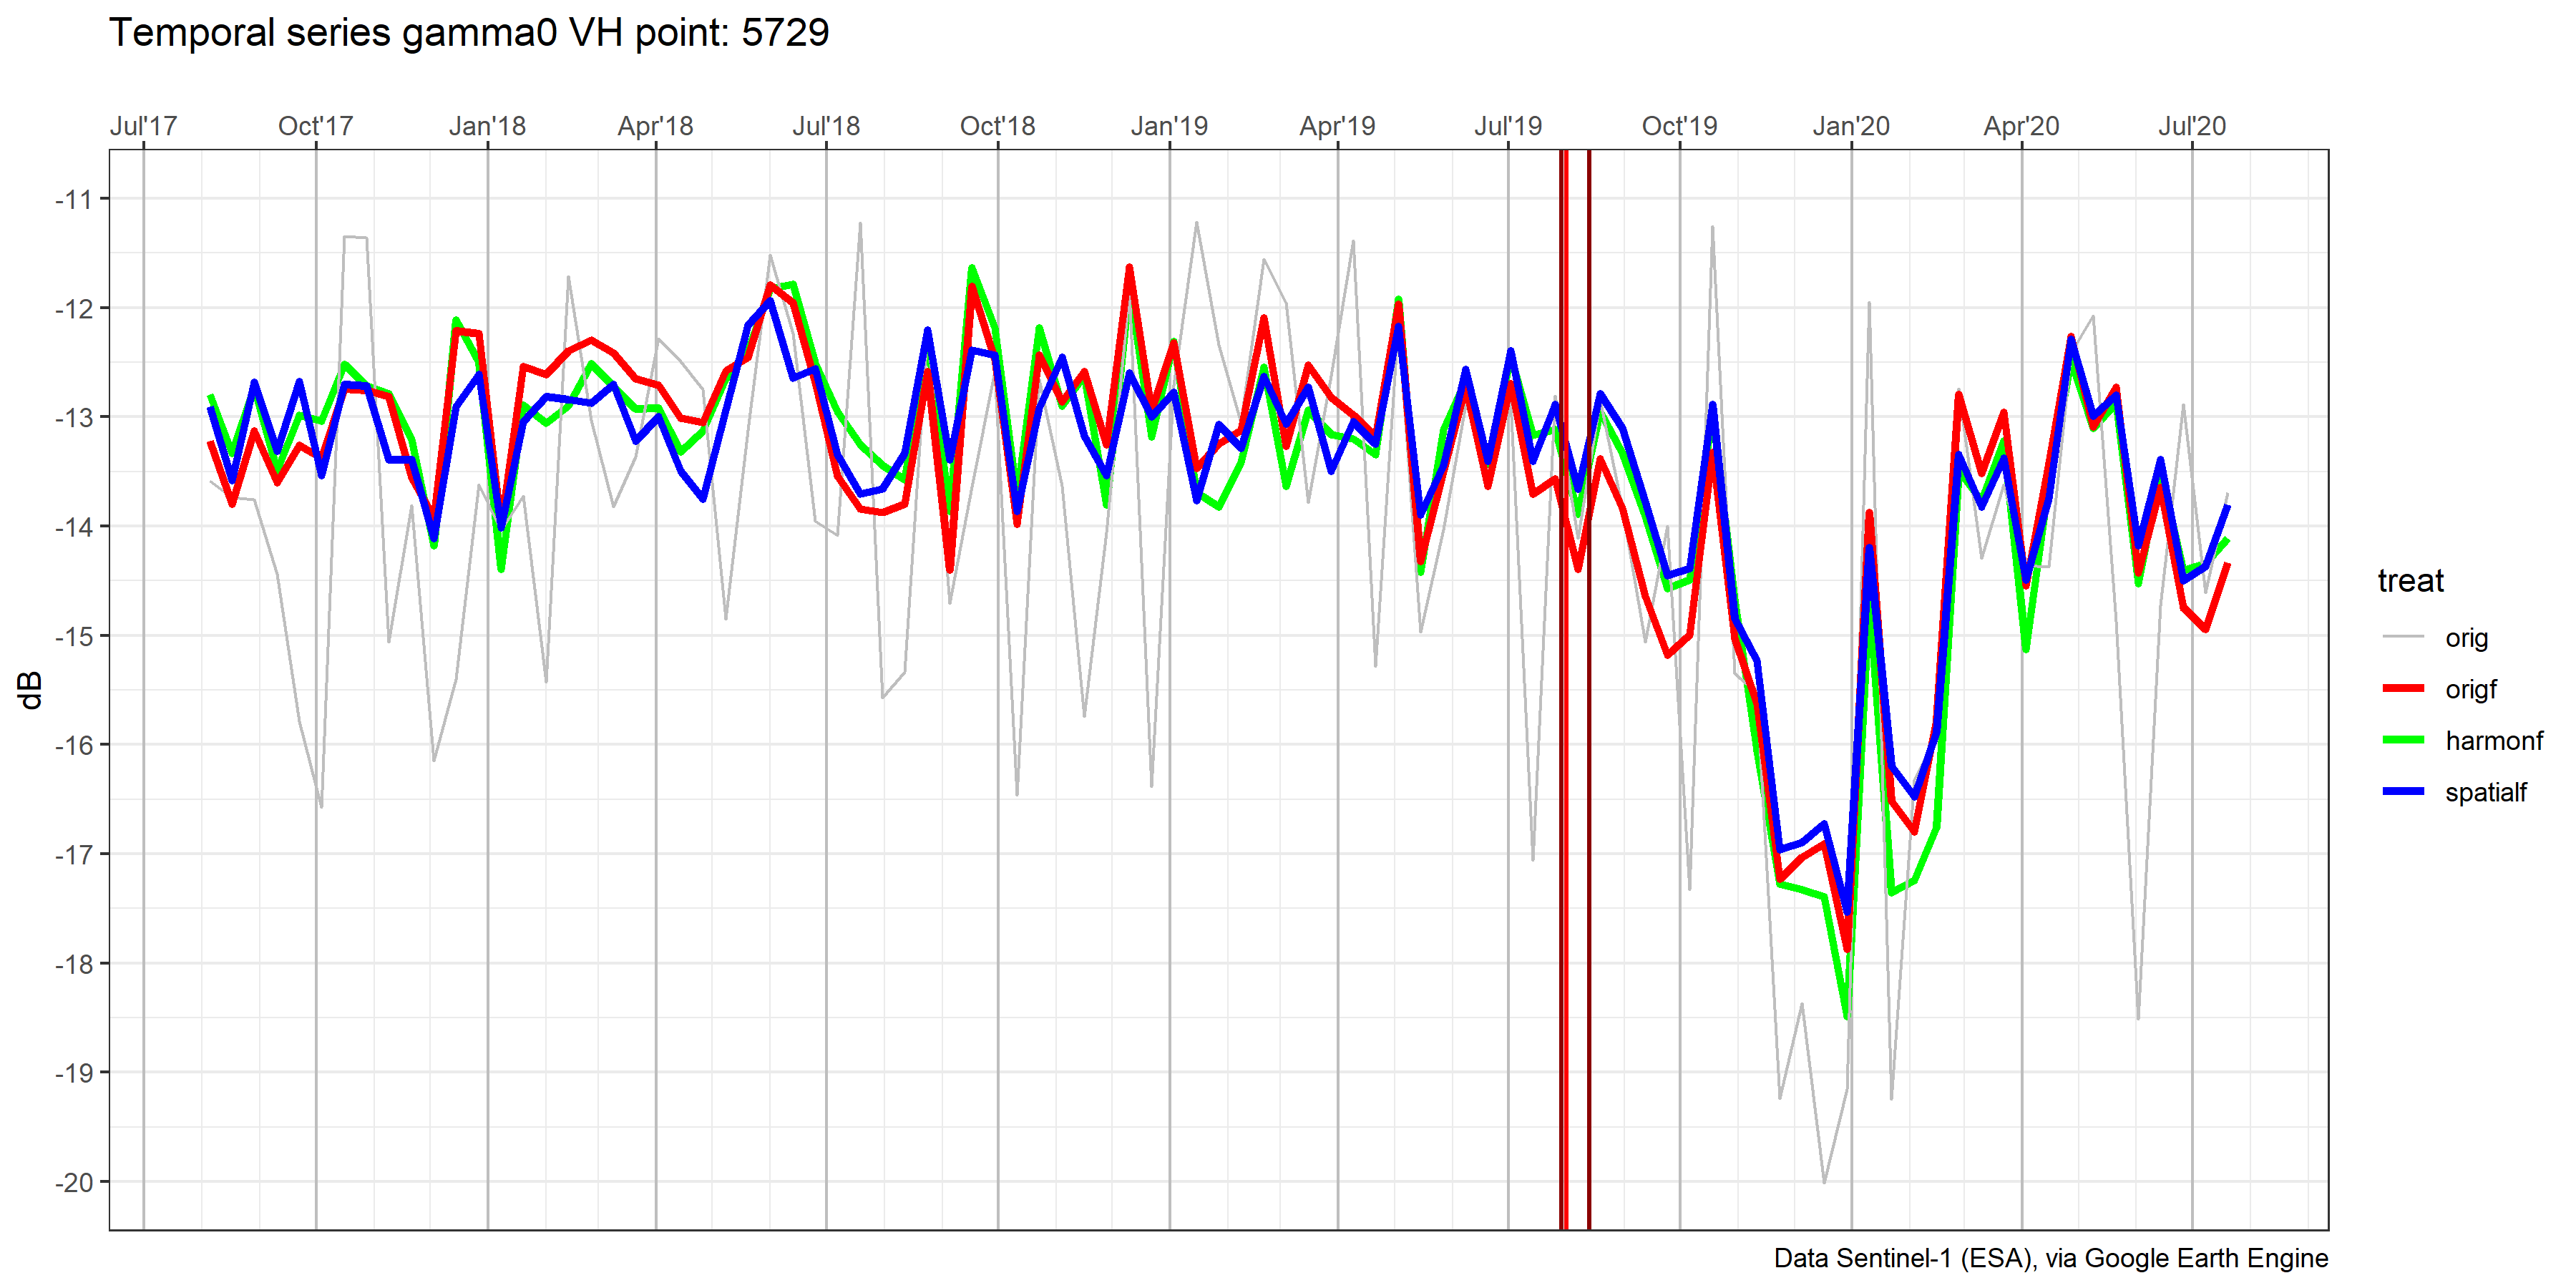 Temporal series gamma0 VH point: 5729
Jul'17 Oct'17 Jan'18 Apr'18 Jul'18 Oct'18 Jan'19 Apr'19 Jul'19 Oct'19 Jan'20 Apr'20 Jul'20
-11
-12
-13
-14
-15
-16
-17
-18
-19
-20
dB
treat
orig
origf
harmonf
spatialf
Data Sentinel-1 (ESA), via Google Earth Engine